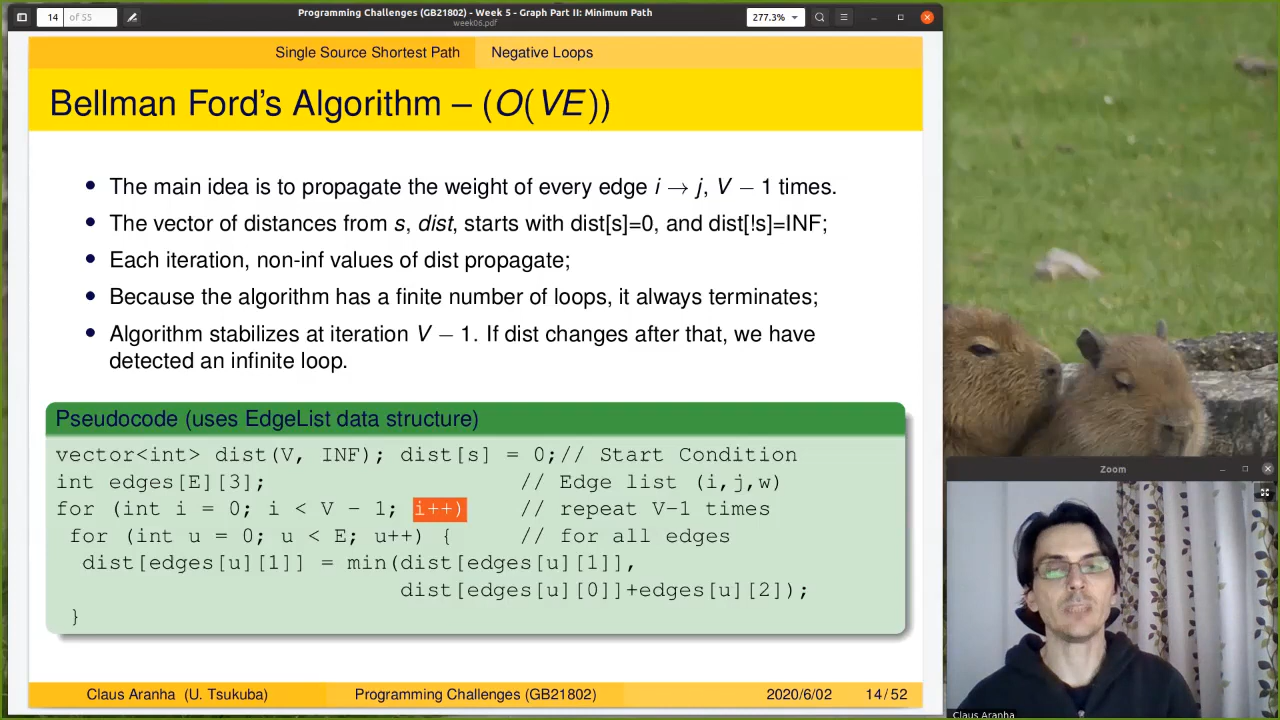 14 of 55
Programming Challenges (GB21802) - Week 5 - Graph Part II: Minimum Path
week06.pdf
277.3%
Single Source Shortest Path Negative Loops
Bellman Ford's Algorithm – (O(VE))
• The main idea is to propagate the weight of every edge i → j, V − 1 times.
• The vector of distances from s, dist, starts with dist[s]=0, and dist[!s]=INF;
• Each iteration, non-inf values of dist propagate;
• Because the algorithm has a finite number of loops, it always terminates;
• Algorithm stabilizes at iteration V − 1. If dist changes after that, we have
detected an infinite loop.
Pseudocode (uses EdgeList data structure)
vector<int> dist(V, INF); dist[s] = 0;// Start Condition
int edges[E][3]; // Edge list (i,j,w)
for (int i = 0; i < V - 1; i++) // repeat V-1 times
for (int u = 0; u < E; u++) { // for all edges
dist[edges[u][1]] = min(dist[edges[u][1]],
dist[edges[u][0]]+edges[u][2]);
}
Claus Aranha (U. Tsukuba) Programming Challenges (GB21802) 2020/6/02 14/52
Zoom
Claus Aranha